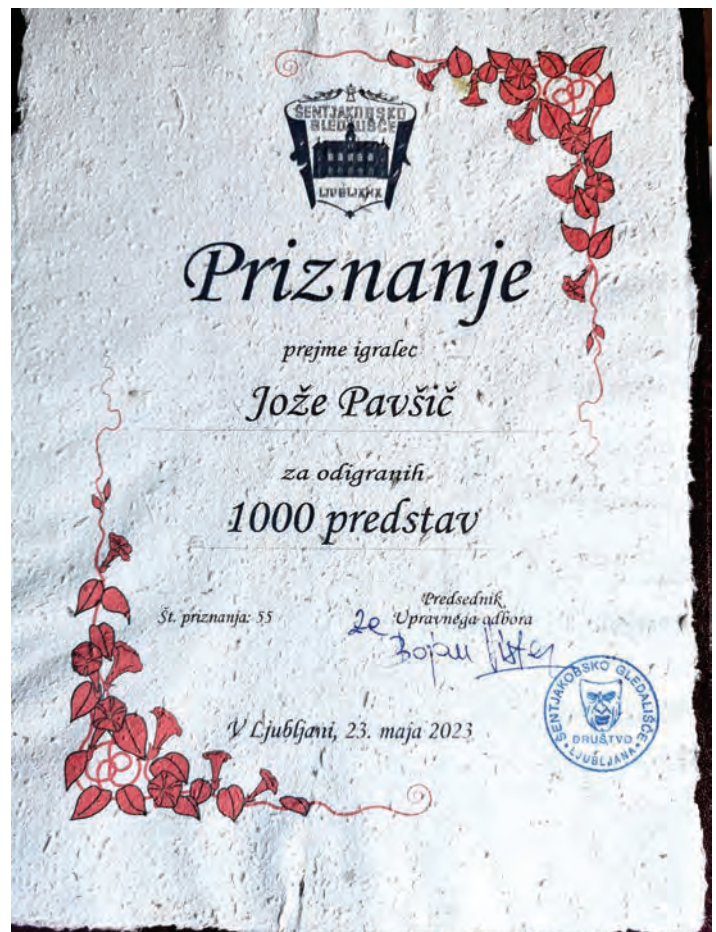 ŠENTJAKOBSKO
GLEDALIŠČE
LJUBLJANA
Priznanje
prejme igralec
Jože Pavšič
za odigranih
1000 predstav
Št. priznanja: 55
Predsednik
Upravnega odbora
Bojan
V Ljubljani, 23. maja 2023
ŠENTJAKOBSKO GLEDALIŠČE
DRUŠTVO
LJUBLJANA